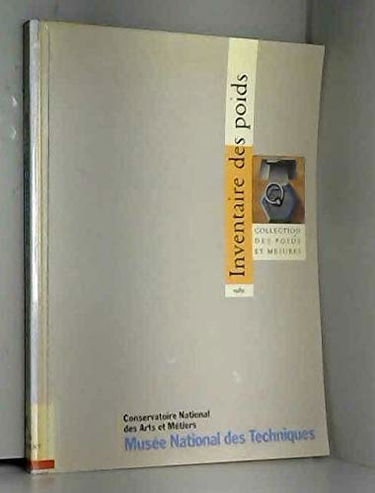 Inventaire des poids
COLLECTION
DES POIDS
ET MESURES
Conservatoire National
des Arts et Métiers
Musée National des Techniques